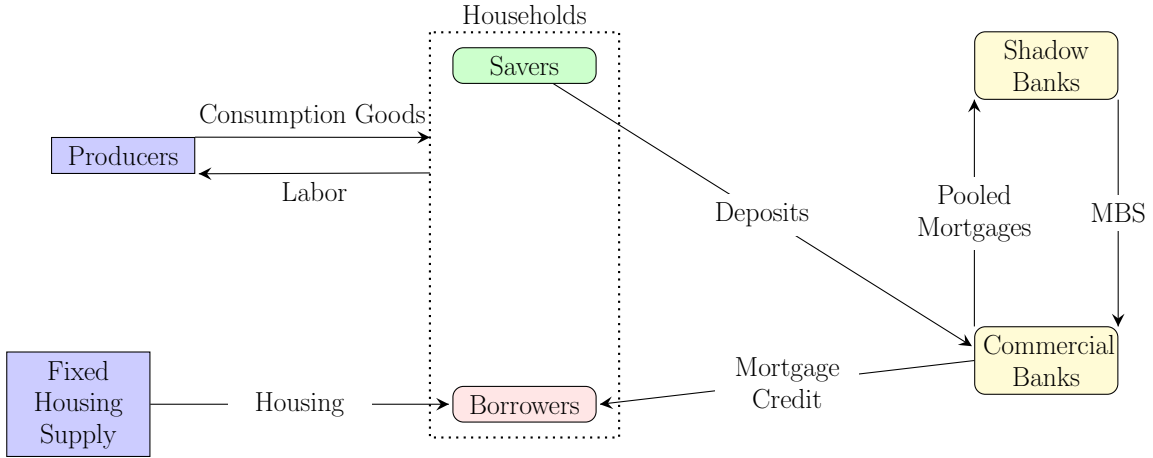 Households
Savers
Shadow
Banks
Consumption Goods
Producers
Labor
Deposits
Pooled
Mortgages
MBS
Commercial
Banks
Mortgage
Credit
Fixed
Housing
Supply
Housing
Borrowers